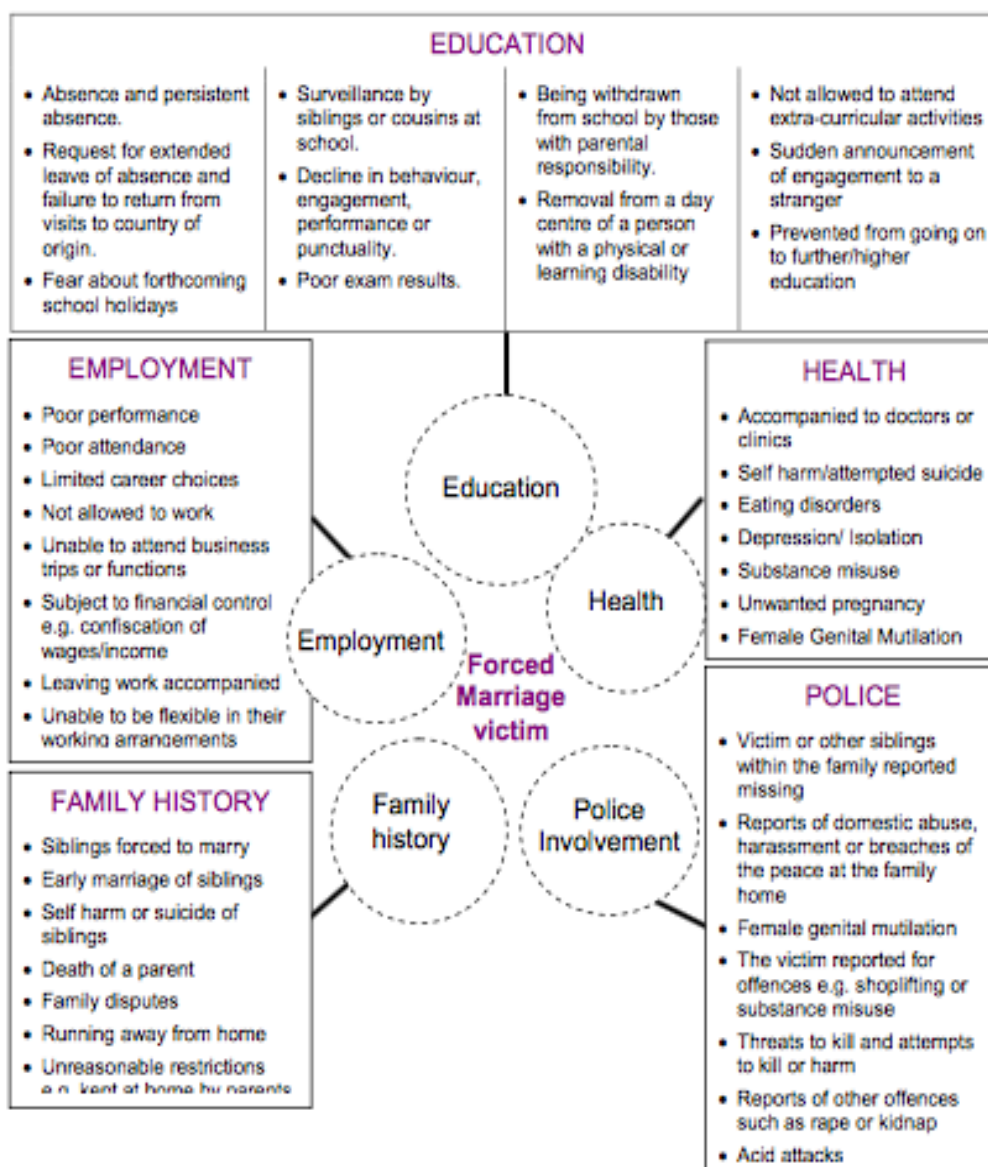 EDUCATION
• Absence and persistent
absence.
• Request for extended
leave of absence and
failure to return from
visits to country of
origin.
• Fear about forthcoming
school holidays
• Surveillance by
siblings or cousins at
school.
• Decline in behaviour,
engagement,
performance or
punctuality.
• Poor exam results.
• Being withdrawn
from school by those
with parental
responsibility.
• Removal from a day
centre of a person
with a physical or
learning disability
• Not allowed to attend
extra-curricular activities
• Sudden announcement
of engagement to a
stranger
• Prevented from going on
to further/higher
education
EMPLOYMENT
• Poor performance
• Poor attendance
• Limited career choices
• Not allowed to work
• Unable to attend business
trips or functions
• Subject to financial control
e.g. confiscation of
wages/income
• Leaving work accompanied
• Unable to be flexible in their
working arrangements
HEALTH
• Accompanied to doctors or
clinics
• Self harm/attempted suicide
• Eating disorders
• Depression/ Isolation
• Substance misuse
• Unwanted pregnancy
• Female Genital Mutilation
Education
Health
Employment
Forced
Marriage
victim
Family
history
Police
Involvement
FAMILY HISTORY
• Siblings forced to marry
• Early marriage of siblings
• Self harm or suicide of
siblings
• Death of a parent
• Family disputes
• Running away from home
• Unreasonable restrictions
e.g. kept at home by parents
POLICE
• Victim or other siblings
within the family reported
missing
• Reports of domestic abuse,
harassment or breaches of
the peace at the family
home
• Female genital mutilation
• The victim reported for
offences e.g. shoplifting or
substance misuse
• Threats to kill and attempts
to kill or harm
• Reports of other offences
such as rape or kidnap
• Acid attacks